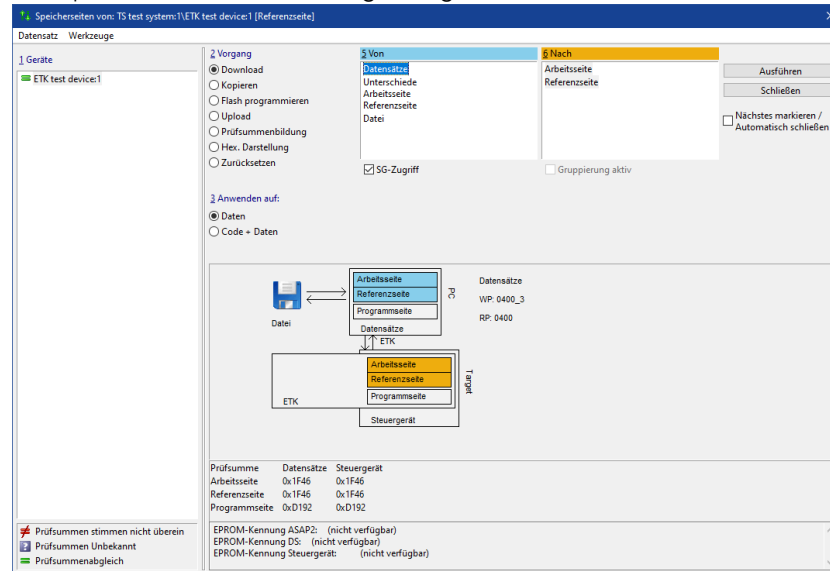 Speicherseiten von: TS test system:1\ETK test device:1 [Referenzseite]
Datensatz Werkzeuge
1 Geräte
ETK test device:1
2 Vorgang
Download
Kopieren
Flash programmieren
Upload
Prüfsummenbildung
Hex. Darstellung
Zurücksetzen
3 Anwenden auf:
Daten
Code + Daten
5 Von
Datensätze
Unterschiede
Arbeitsseite
Referenzseite
Datei
SG-Zugriff
6 Nach
Arbeitsseite
Referenzseite
Gruppierung aktiv
Ausführen
Schließen
Nächstes markieren /
Automatisch schließen
Datei
Arbeitsseite
Referenzseite
Programmseite
Datensätze
PC
Datensätze
WP: 0400_3
RP: 0400
ETK
Arbeitsseite
Referenzseite
Programmseite
ETK
Steuergerät
Target
Prüfsumme Datensätze Steuergerät
Arbeitsseite 0x1F46 0x1F46
Referenzseite 0x1F46 0x1F46
Programmseite 0xD192 0xD192
Prüfsummen stimmen nicht überein
Prüfsummen Unbekannt
Prüfsummenabgleich
EPROM-Kennung ASAP2: (nicht verfügbar)
EPROM-Kennung DS: (nicht verfügbar)
EPROM-Kennung Steuergerät: (nicht verfügbar)